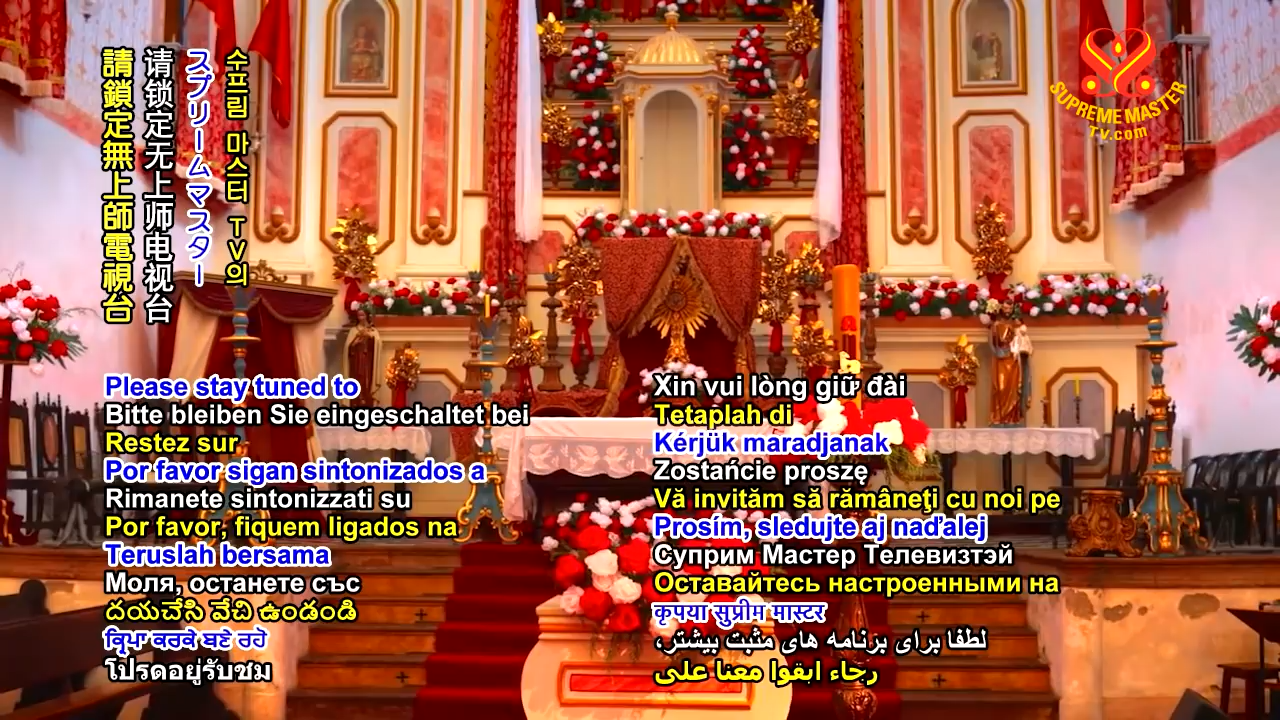 請鎖定無上師電視台
请锁定无上师电视台
スプリームマスター
수프림 마스터 TV의
SUPREME MASTER
TV.com
Please stay tuned to
Bitte bleiben Sie eingeschaltet bei
Restez sur
Por favor sigan sintonizados a
Rimanete sintonizzati su
Por favor, fiquem ligados na
Teruslah bersama
Моля, останете със
దయచేసి వేచి ఉండండి
ਕ੍ਰਿਪਾ ਕਰਕੇ ਬਣੇ ਰਹੋ
โปรดอยู่รับชม
Xin vui lòng giữ đài
Tetaplah di
Kérjük maradjanak
Zostańcie proszę
Vă invităm să rămâneţi cu noi pe
Prosím, sledujte aj naďalej
Суприм Мастер Телевизтэй
Оставайтесь настроенными на
कृपया सुप्रीम मास्टर
لطفا برای برنامه های مثبت بیشتر،
رجاء ابقوا معنا على